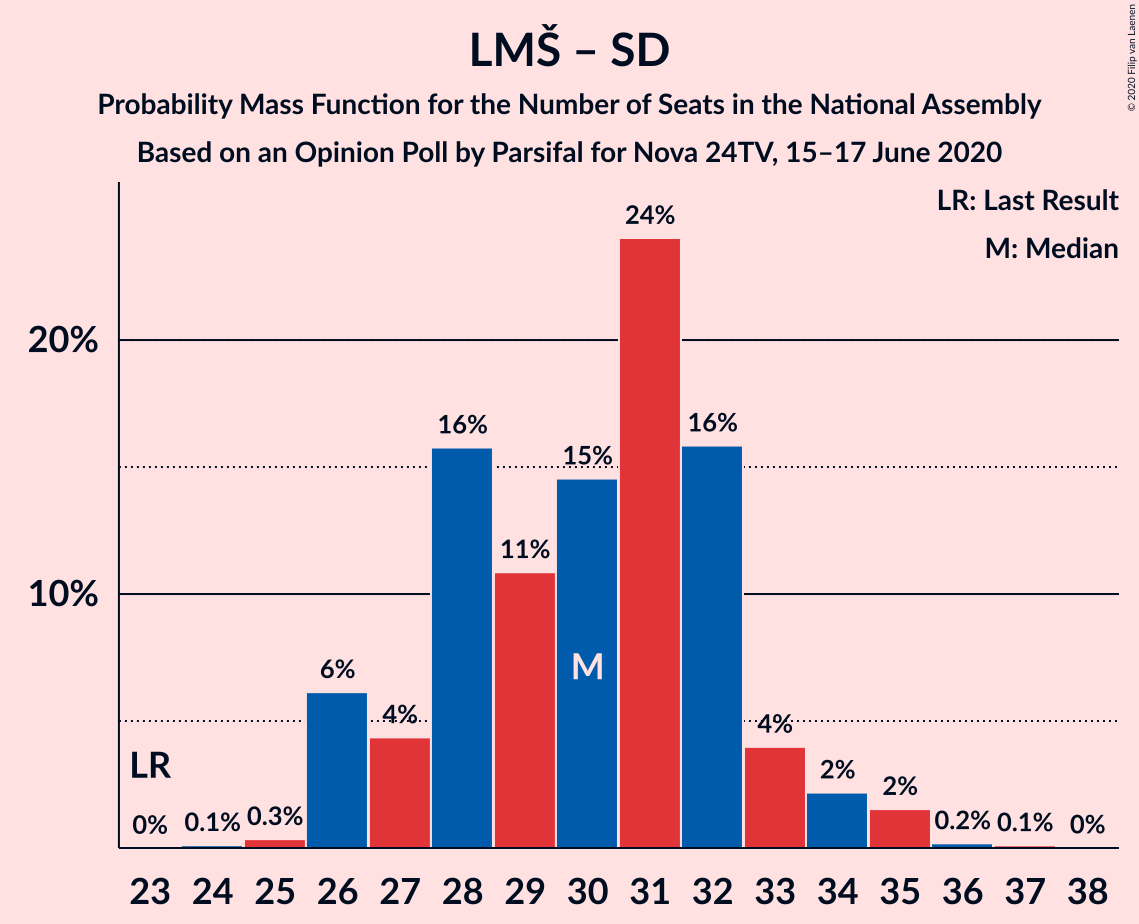 LMŠ – SD
Probability Mass Function for the Number of Seats in the National Assembly
Based on an Opinion Poll by Parsifal for Nova 24TV, 15–17 June 2020
© 2020 Filip van Laenen
LR: Last Result
M: Median
20%
10%
0%
0.1%
0.3%
6%
4%
16%
11%
15%
24%
16%
4%
2%
2%
0.2%
0.1%
0%
LR
M
23 24 25 26 27 28 29 30 31 32 33 34 35 36 37 38